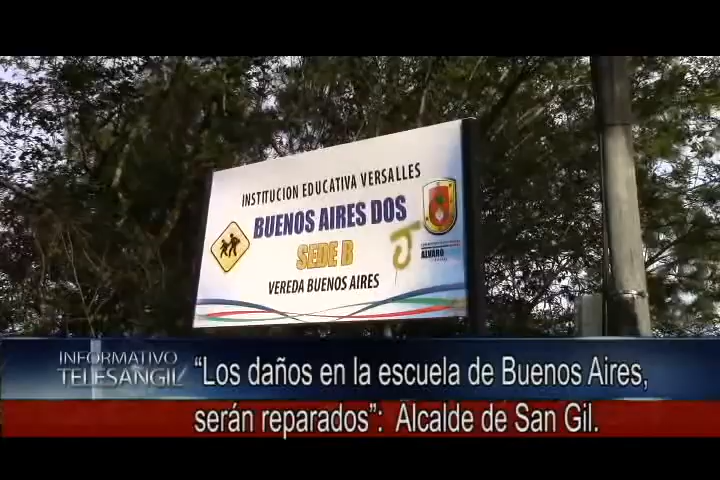 INSTITUCION EDUCATIVA VERSALLES
BUENOS AIRES DOS
SEDE B
VEREDA BUENOS AIRES
ALVARO
INFORMATIVO
TELESANGIL
“Los daños en la escuela de Buenos Aires,
serán reparados”: Alcalde de San Gil.